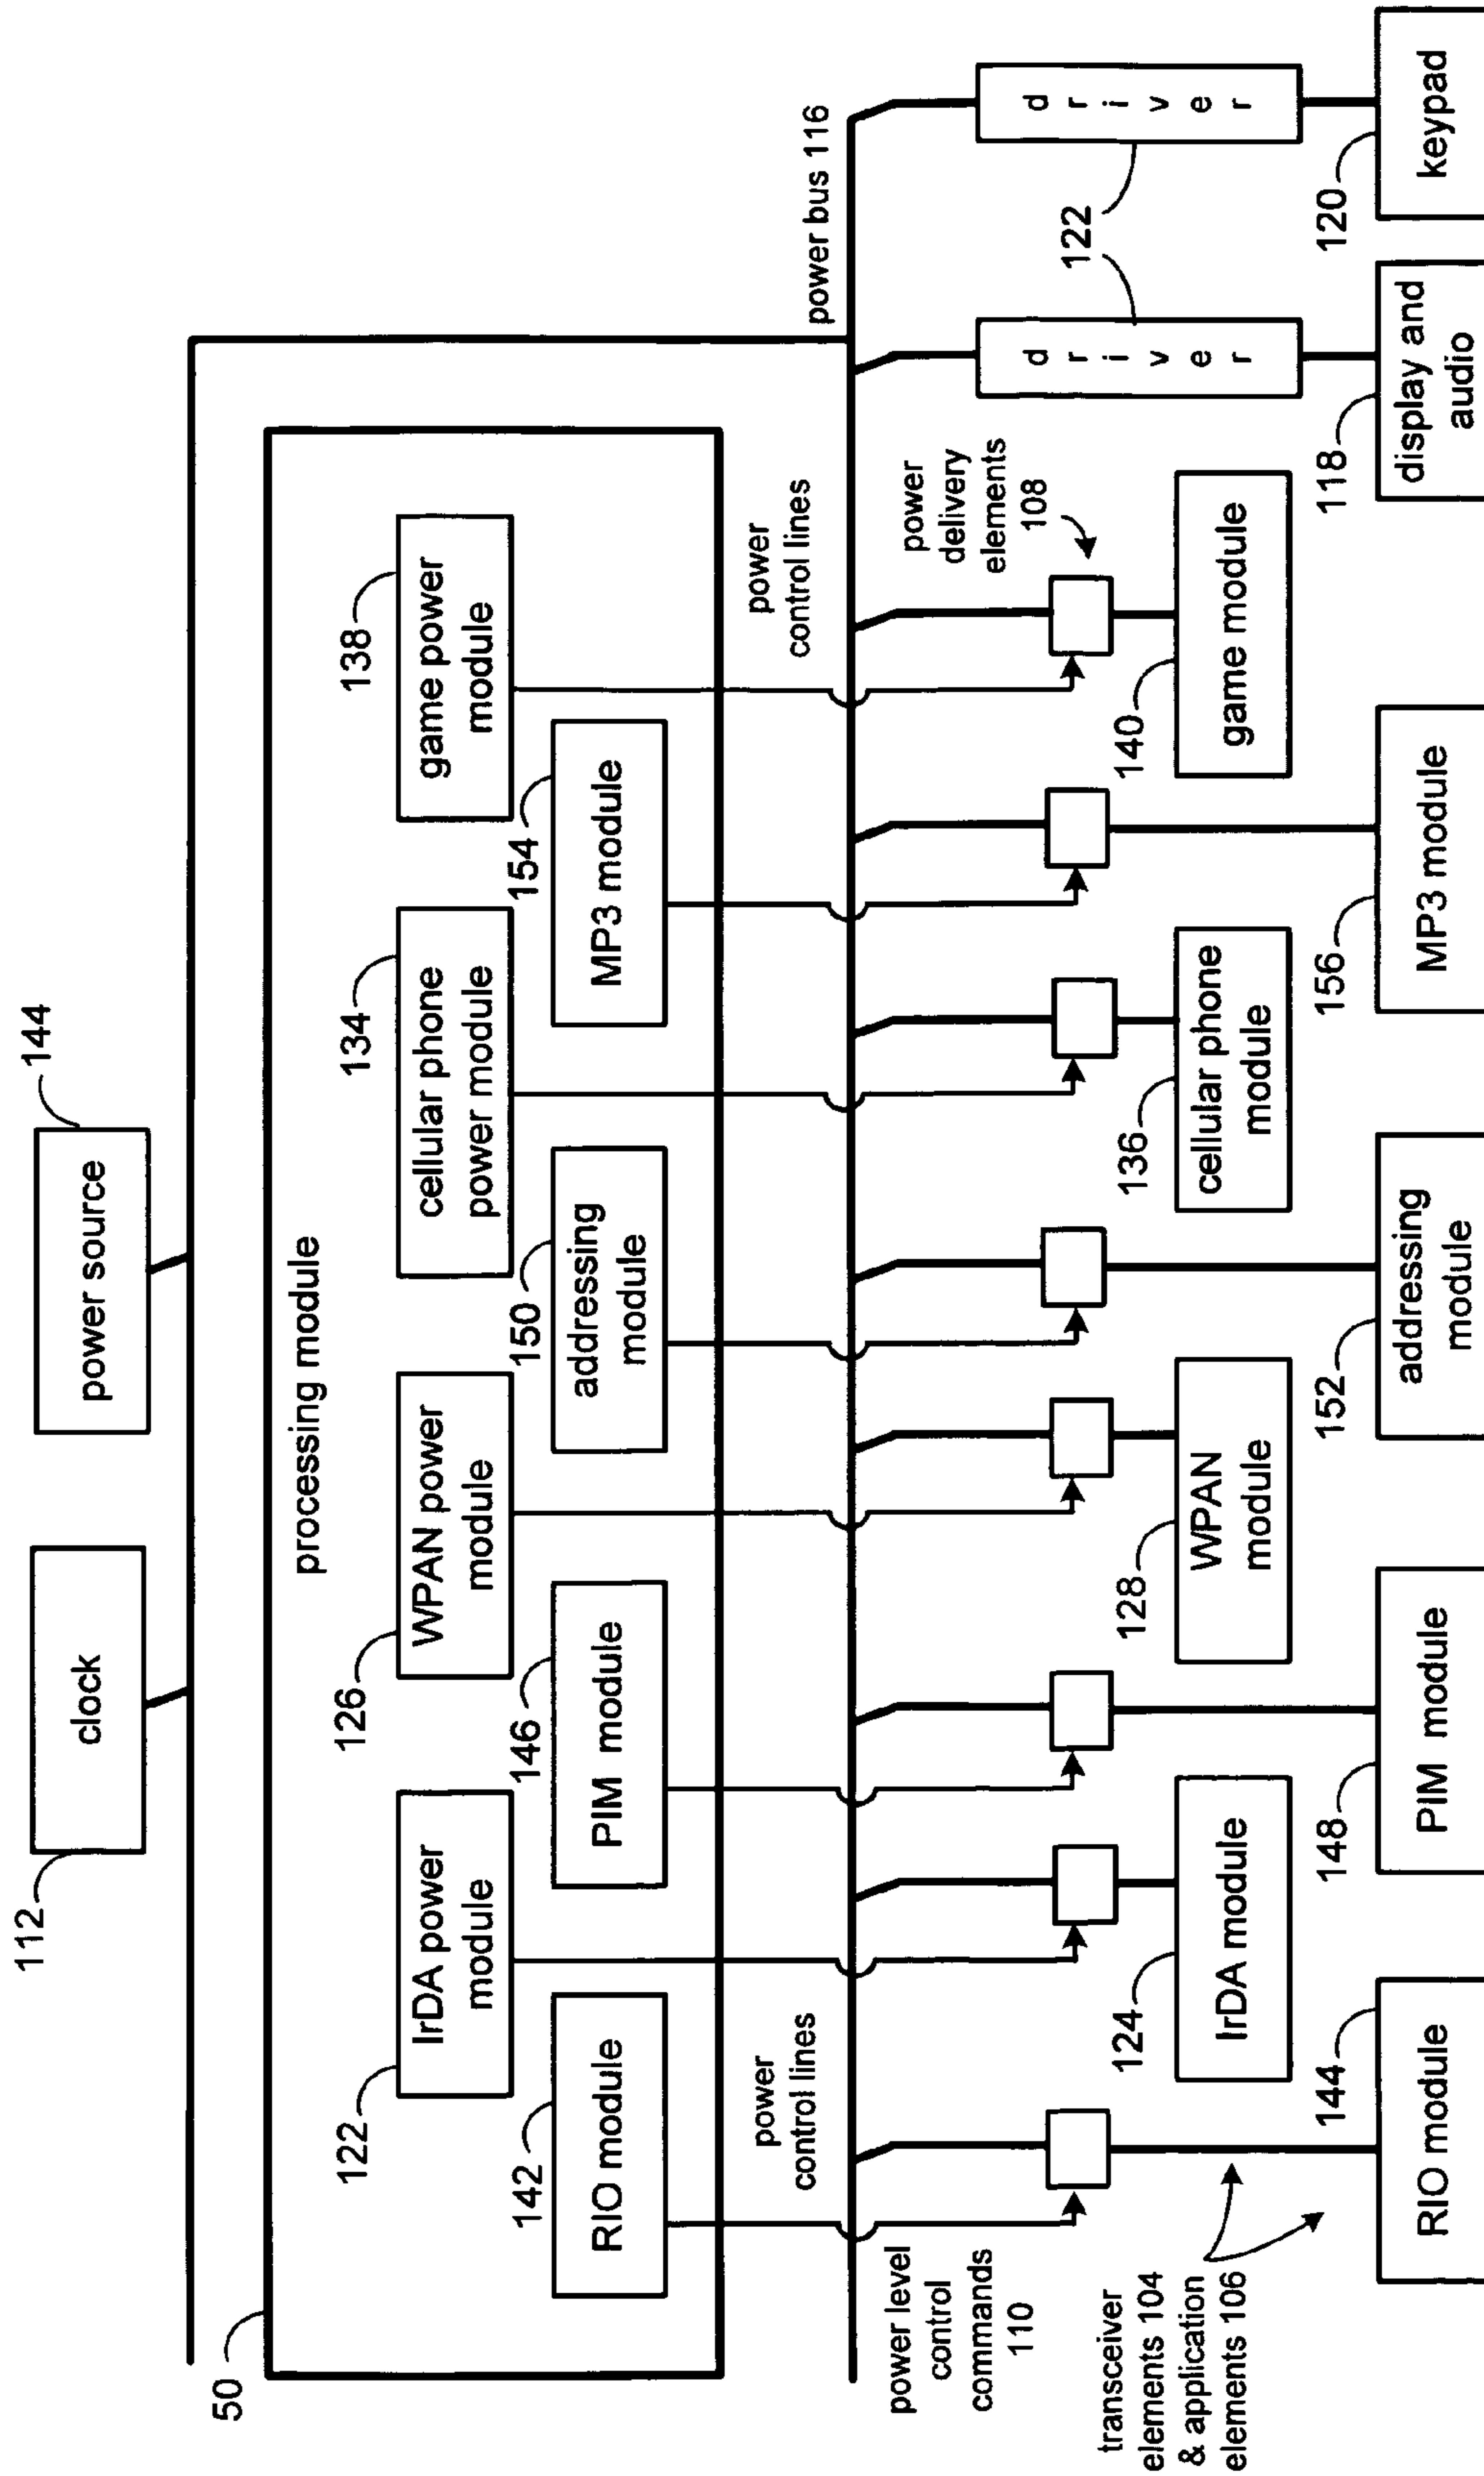 112
clock
power source
144
50
processing module
122
IrDA power
module
126
WPAN power
module
134
cellular phone
power module
138
game power
module
142
RIO module
146
PIM module
150
addressing
module
154
MP3 module
power
control lines
power
control lines
power bus 116
power level
control
commands
110
power
delivery
elements
108
driver
122
driver
transceiver
elements 104
& application
elements 106
124
IrDA module
128
WPAN
module
136
cellular phone
module
140
game module
144
RIO module
148
PIM module
152
addressing
module
156
MP3 module
118
display and
audio
120
keypad